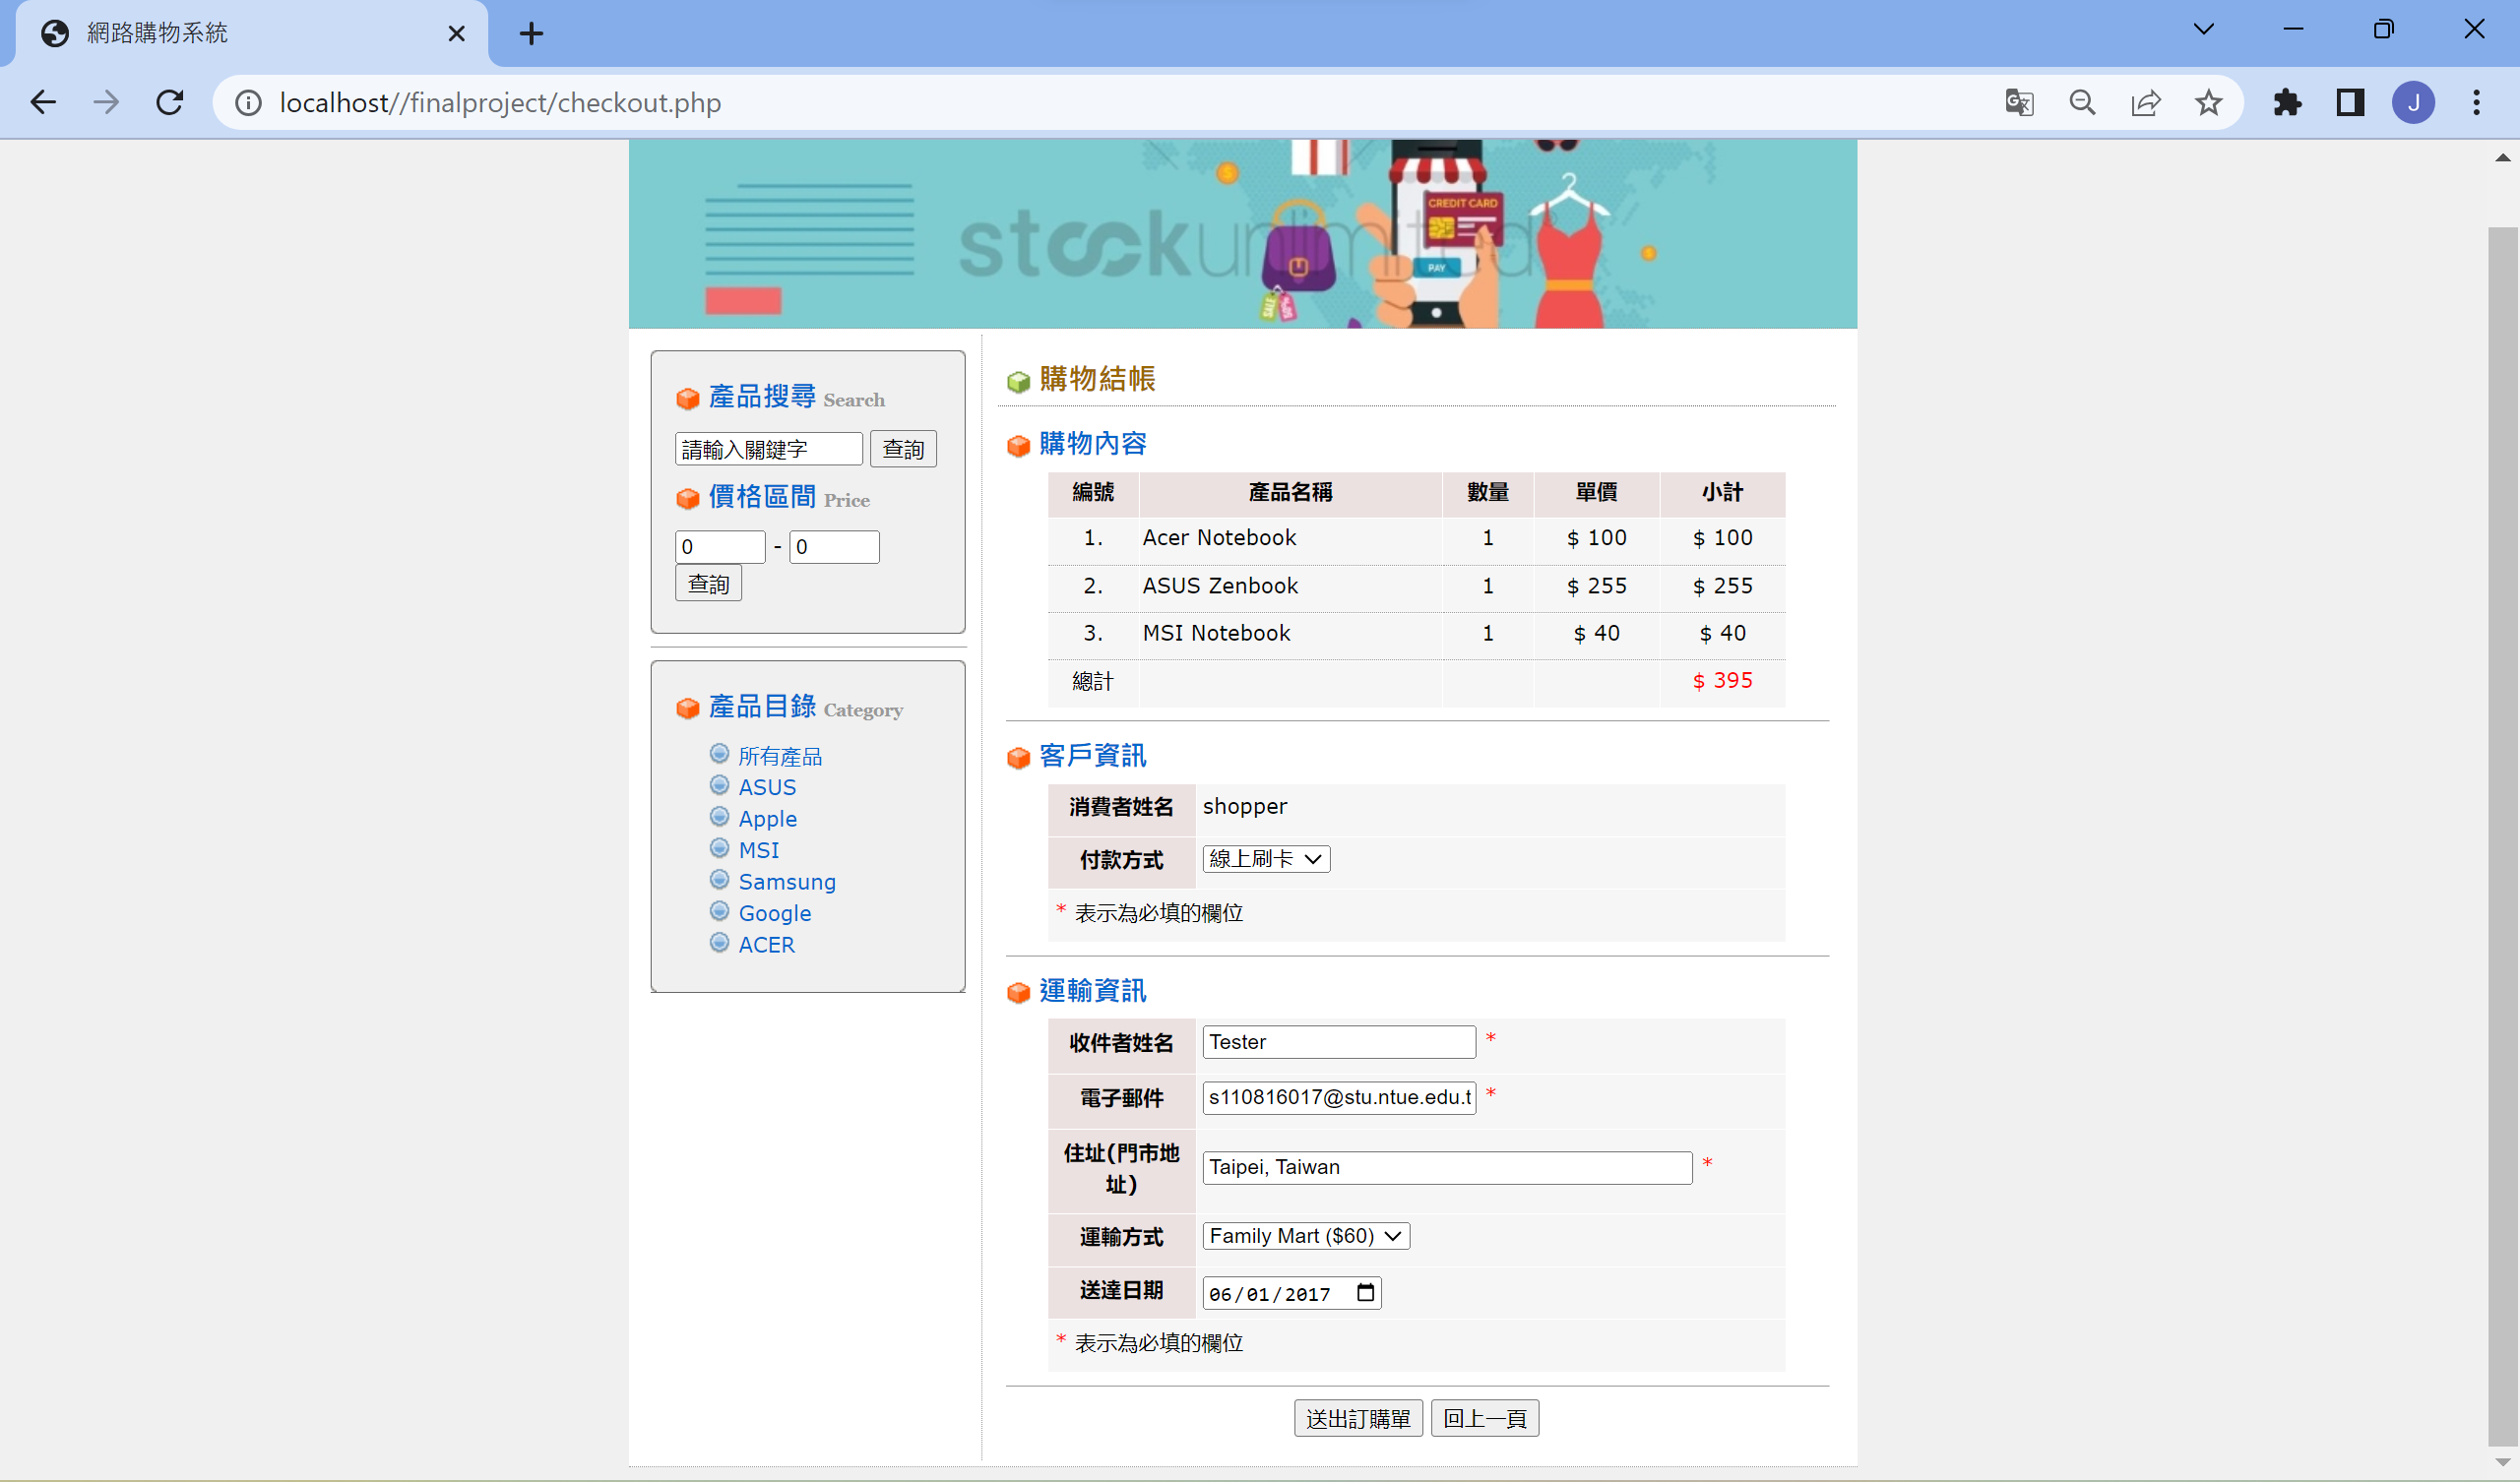 網路購物系統
localhost//finalproject/checkout.php
J
stockunlimited
CREDIT CARD
PAY
SALE
產品搜尋 Search
請輸入關鍵字 查詢
價格區間 Price
0 - 0
查詢
產品目錄 Category
所有產品
ASUS
Apple
MSI
Samsung
Google
ACER
購物結帳
購物內容
編號 產品名稱 數量 單價 小計
1. Acer Notebook 1 $ 100 $ 100
2. ASUS Zenbook 1 $ 255 $ 255
3. MSI Notebook 1 $ 40 $ 40
總計 $ 395
客戶資訊
消費者姓名 shopper
付款方式 線上刷卡
* 表示為必填的欄位
運輸資訊
收件者姓名 Tester *
電子郵件 s110816017@stu.ntue.edu.t *
住址(門市地
址) Taipei, Taiwan *
運輸方式 Family Mart ($60)
送達日期 06/01/2017
* 表示為必填的欄位
送出訂購單 回上一頁